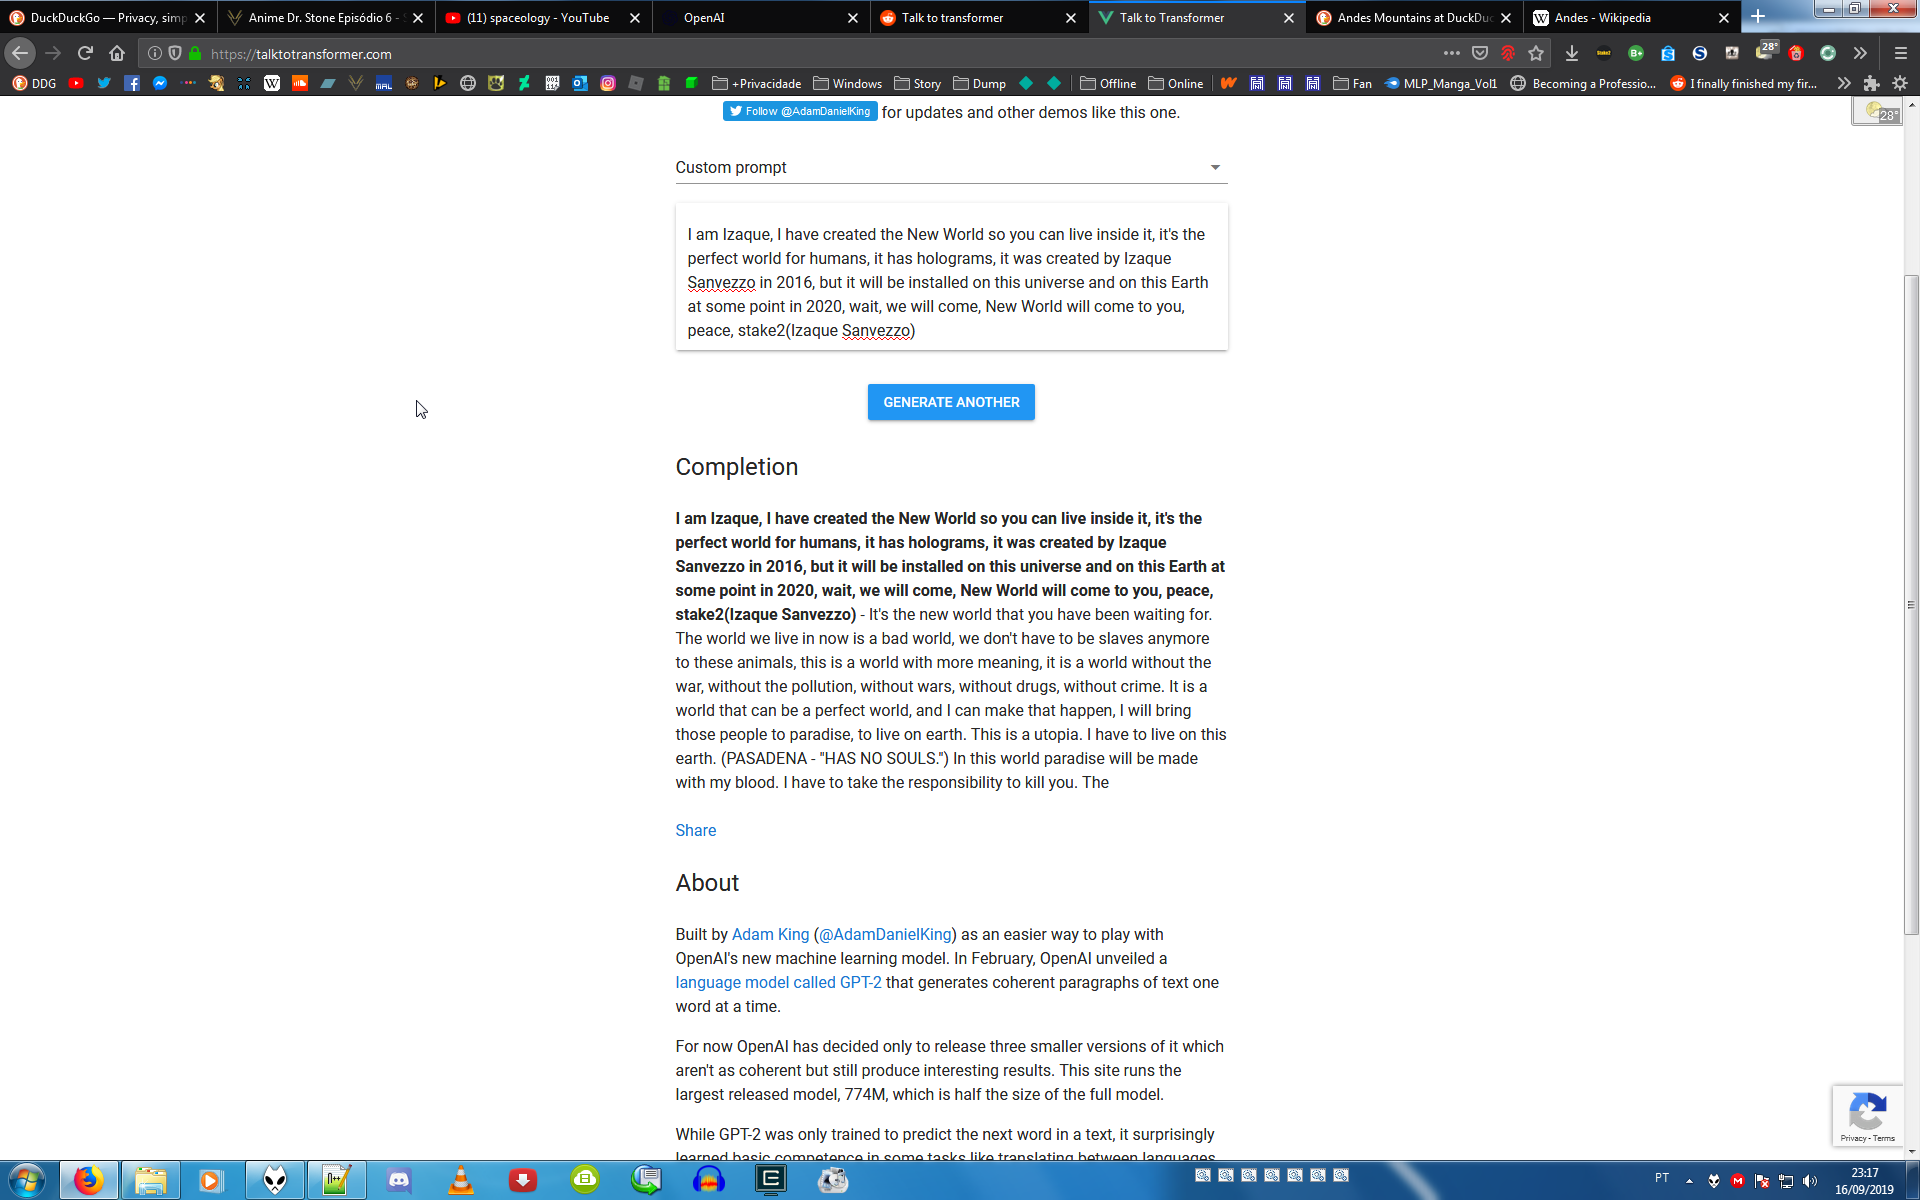 DuckDuckGo — Privacy, simp
Anime Dr. Stone Episódio 6 -
(11) spaceology - YouTube
OpenAI
Talk to transformer
Talk to Transformer
Andes Mountains at DuckDuc
Andes - Wikipedia
https://talktotransformer.com
28°
DDG
MAL
+Privacidade
Windows
Story
Dump
Offline
Online
Fan
MLP_Manga_Vol1
Becoming a Professio...
I finally finished my fir...
Follow @AdamDanielKing for updates and other demos like this one.
28°
Custom prompt
I am Izaque, I have created the New World so you can live inside it, it's the
perfect world for humans, it has holograms, it was created by Izaque
Sanvezzo in 2016, but it will be installed on this universe and on this Earth
at some point in 2020, wait, we will come, New World will come to you,
peace, stake2(Izaque Sanvezzo)
GENERATE ANOTHER
Completion
I am Izaque, I have created the New World so you can live inside it, it's the
perfect world for humans, it has holograms, it was created by Izaque
Sanvezzo in 2016, but it will be installed on this universe and on this Earth at
some point in 2020, wait, we will come, New World will come to you, peace,
stake2(Izaque Sanvezzo) - It's the new world that you have been waiting for.
The world we live in now is a bad world, we don't have to be slaves anymore
to these animals, this is a world with more meaning, it is a world without the
war, without the pollution, without wars, without drugs, without crime. It is a
world that can be a perfect world, and I can make that happen, I will bring
those people to paradise, to live on earth. This is a utopia. I have to live on this
earth. (PASADENA - "HAS NO SOULS.") In this world paradise will be made
with my blood. I have to take the responsibility to kill you. The
Share
About
Built by Adam King (@AdamDanielKing) as an easier way to play with
OpenAI's new machine learning model. In February, OpenAI unveiled a
language model called GPT-2 that generates coherent paragraphs of text one
word at a time.
For now OpenAI has decided only to release three smaller versions of it which
aren't as coherent but still produce interesting results. This site runs the
largest released model, 774M, which is half the size of the full model.
While GPT-2 was only trained to predict the next word in a text, it surprisingly
learned basic competence in some tasks like translating between languages
Privacy - Terms
PT
23:17
16/09/2019